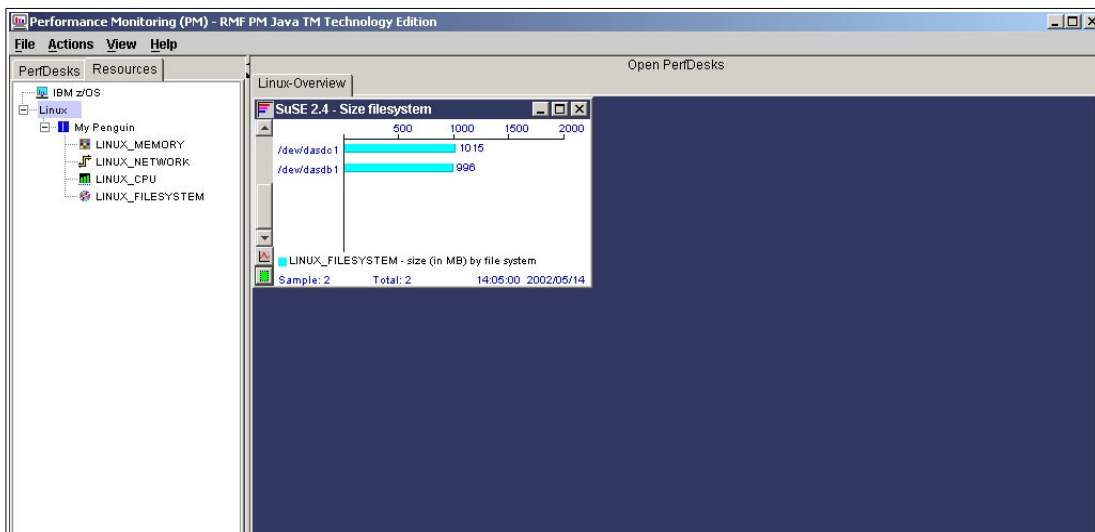 Performance Monitoring (PM) - RMF PM Java TM Technology Edition
File Actions View Help
PerfDesks Resources
IBM z/OS
Linux
My Penguin
LINUX_MEMORY
LINUX_NETWORK
LINUX_CPU
LINUX_FILESYSTEM
Open PerfDesks
Linux-Overview
SuSE 2.4 - Size filesystem
500 1000 1500 2000
/dev/dasdc1 1015
/dev/dasdb1 996
LINUX_FILESYSTEM - size (in MB) by file system
Sample: 2 Total: 2 14:05:00 2002/05/14